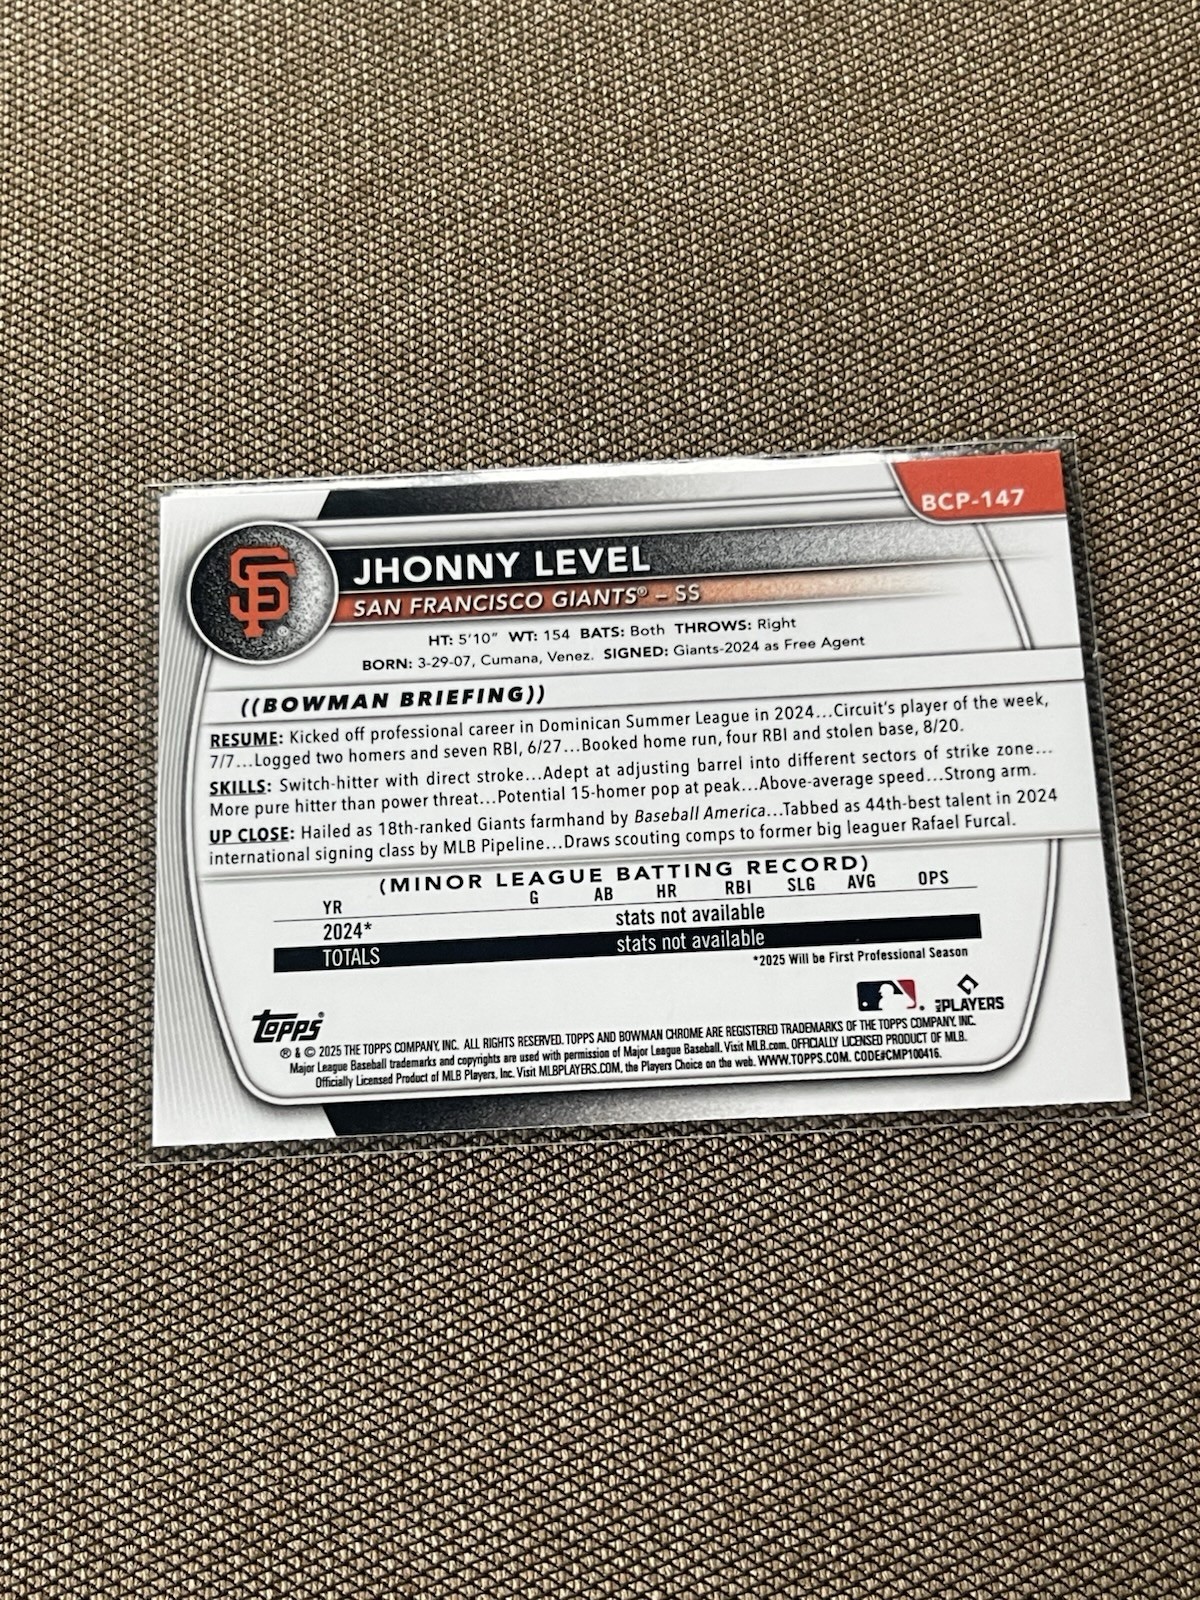 BCP-147
SF
JHONNY LEVEL
SAN FRANCISCO GIANTS® – SS
HT: 5'10" WT: 154 BATS: Both THROWS: Right
BORN: 3-29-07, Cumana, Venez. SIGNED: Giants-2024 as Free Agent
((BOWMAN BRIEFING))
RESUME: Kicked off professional career in Dominican Summer League in 2024...Circuit's player of the week,
7/7...Logged two homers and seven RBI, 6/27...Booked home run, four RBI and stolen base, 8/20.
SKILLS: Switch-hitter with direct stroke...Adept at adjusting barrel into different sectors of strike zone...
More pure hitter than power threat...Potential 15-homer pop at peak...Above-average speed...Strong arm.
UP CLOSE: Hailed as 18th-ranked Giants farmhand by Baseball America...Tabbed as 44th-best talent in 2024
international signing class by MLB Pipeline...Draws scouting comps to former big leaguer Rafael Furcal.
(MINOR LEAGUE BATTING RECORD)
YR G AB HR RBI SLG AVG OPS
2024* stats not available
TOTALS stats not available
*2025 Will be First Professional Season
topps®
MLB PLAYERS
® & © 2025 THE TOPPS COMPANY, INC. ALL RIGHTS RESERVED. TOPPS AND BOWMAN CHROME ARE REGISTERED TRADEMARKS OF THE TOPPS COMPANY, INC.
Major League Baseball trademarks and copyrights are used with permission of Major League Baseball. Visit MLB.com. OFFICIALLY LICENSED PRODUCT OF MLB.
Officially Licensed Product of MLB Players, Inc. Visit MLBPLAYERS.COM, the Players Choice on the web. WWW.TOPPS.COM. CODE#CMP100416.